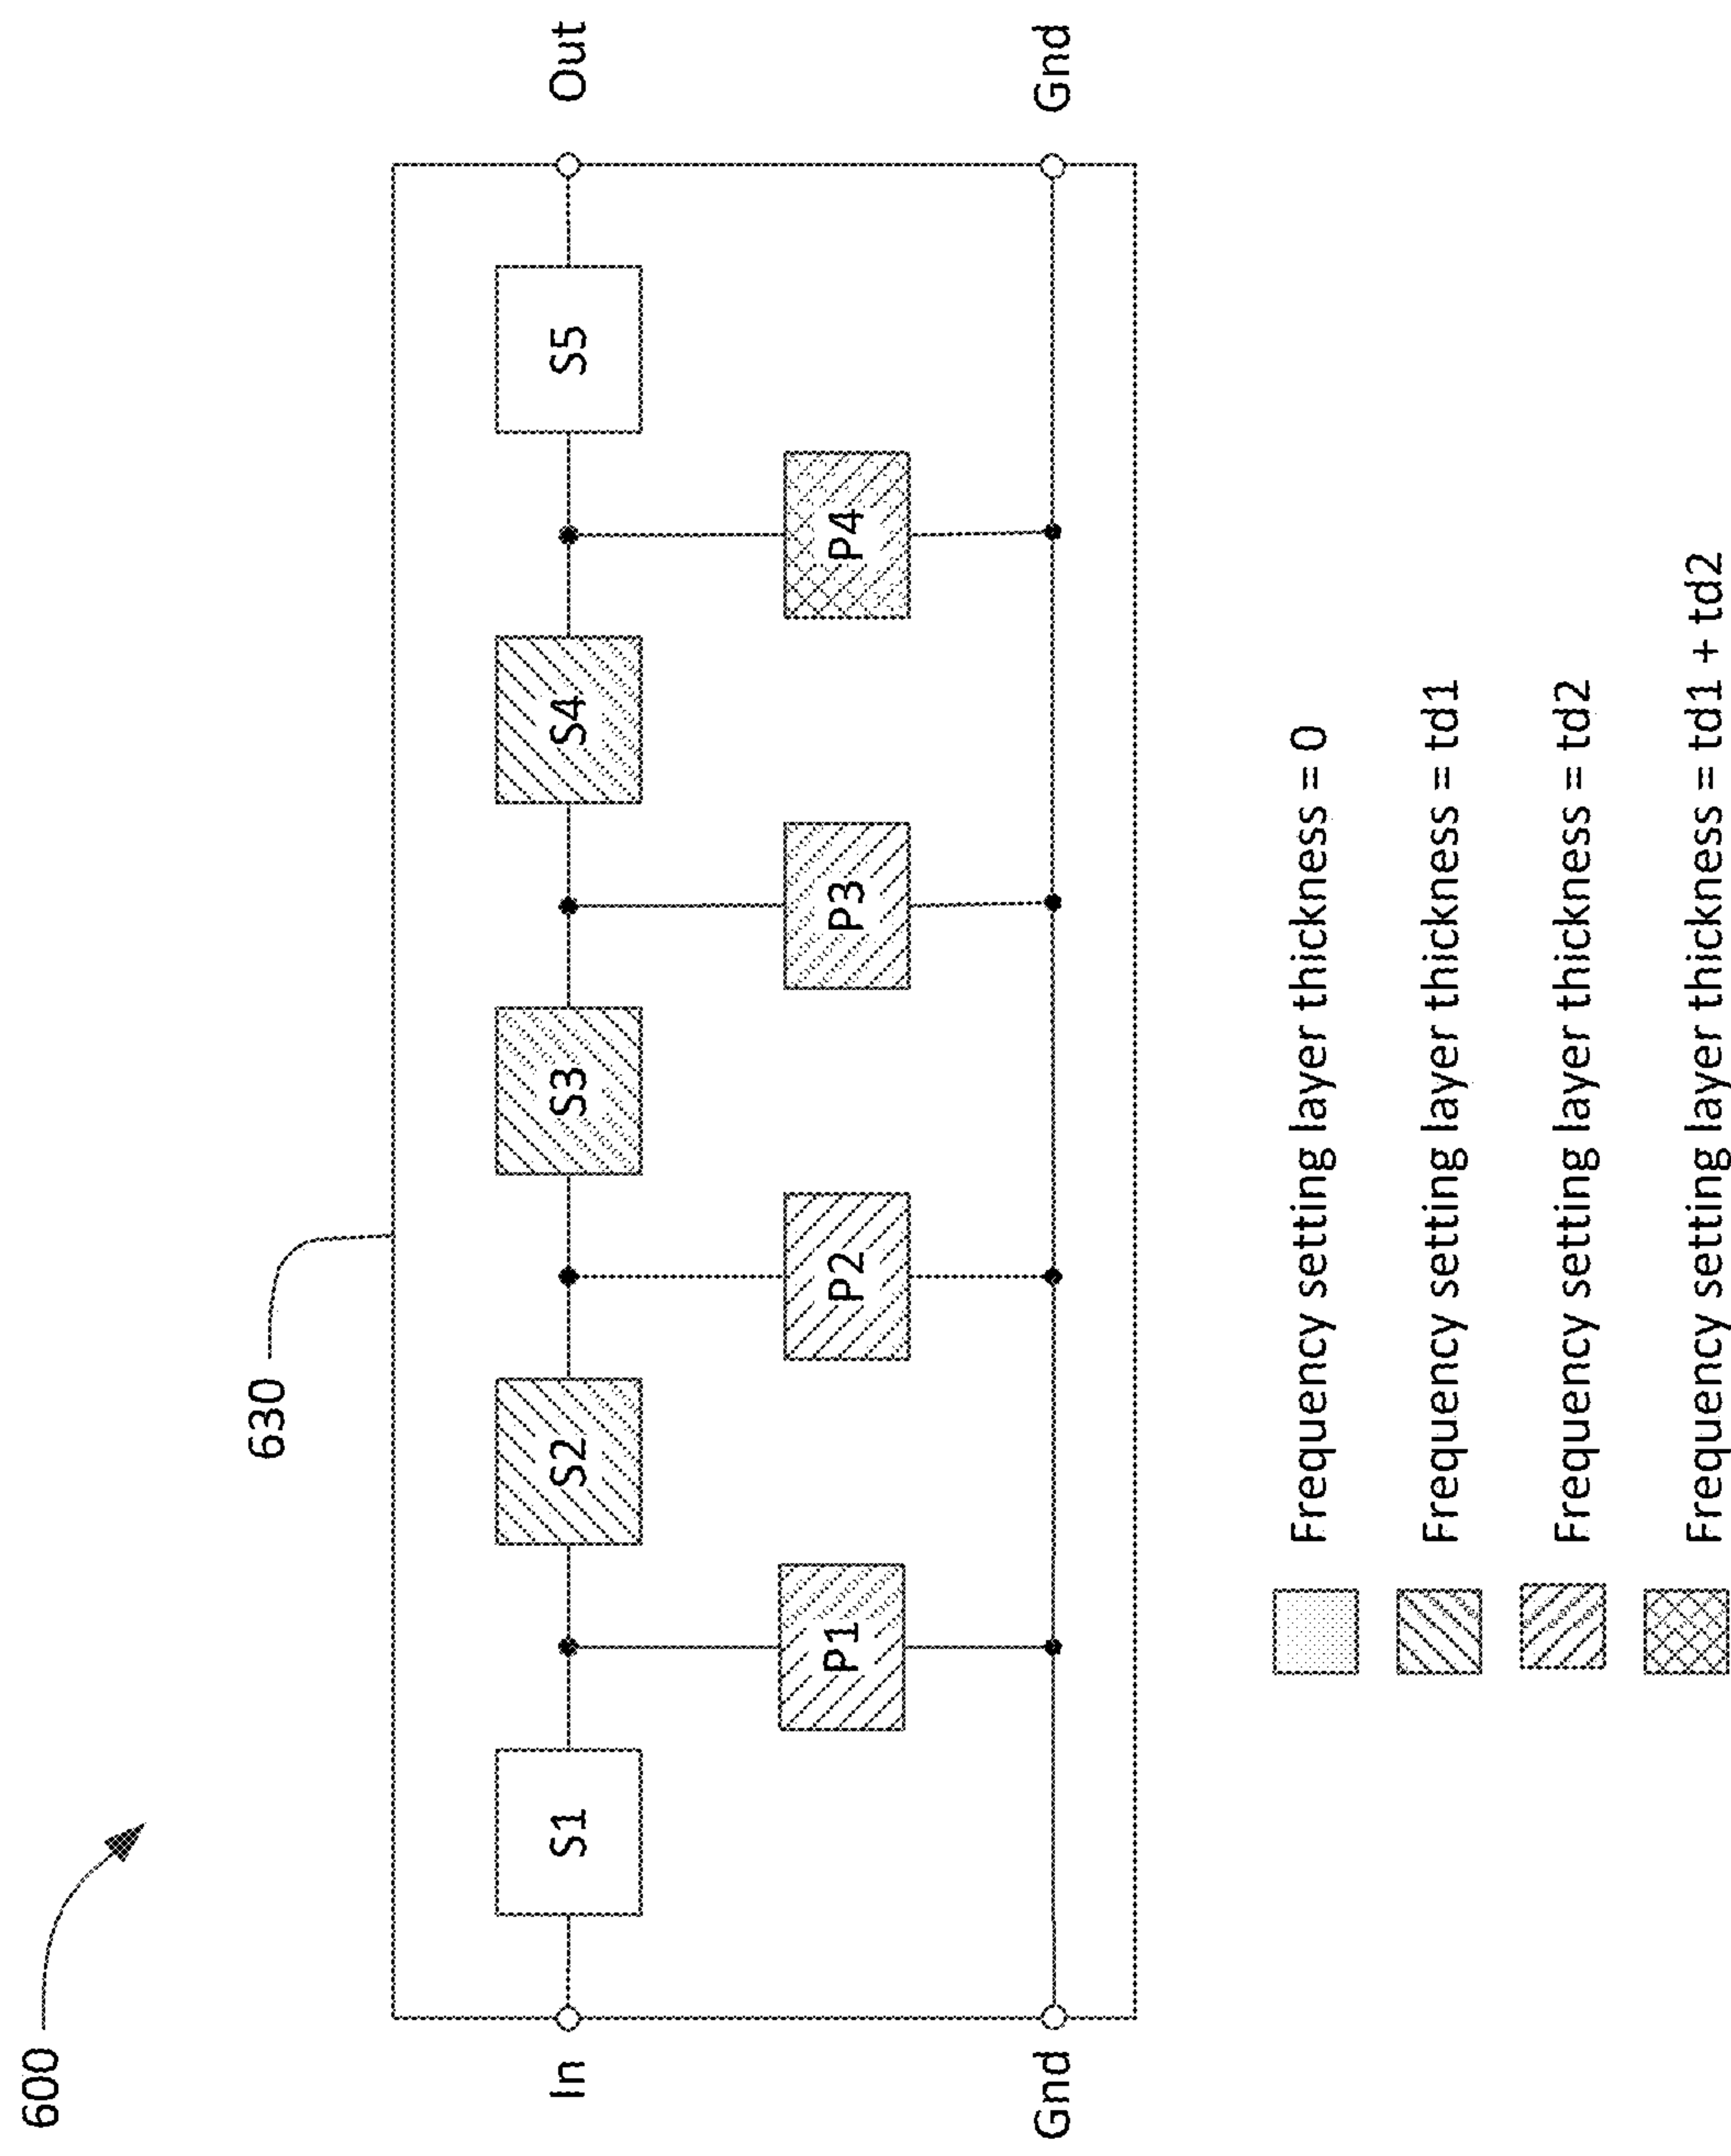 600
630
In
S1
S2
S3
S4
S5
Out
P1
P2
P3
P4
Gnd
Gnd
Frequency setting layer thickness = 0
Frequency setting layer thickness = td1
Frequency setting layer thickness = td2
Frequency setting layer thickness = td1 + td2